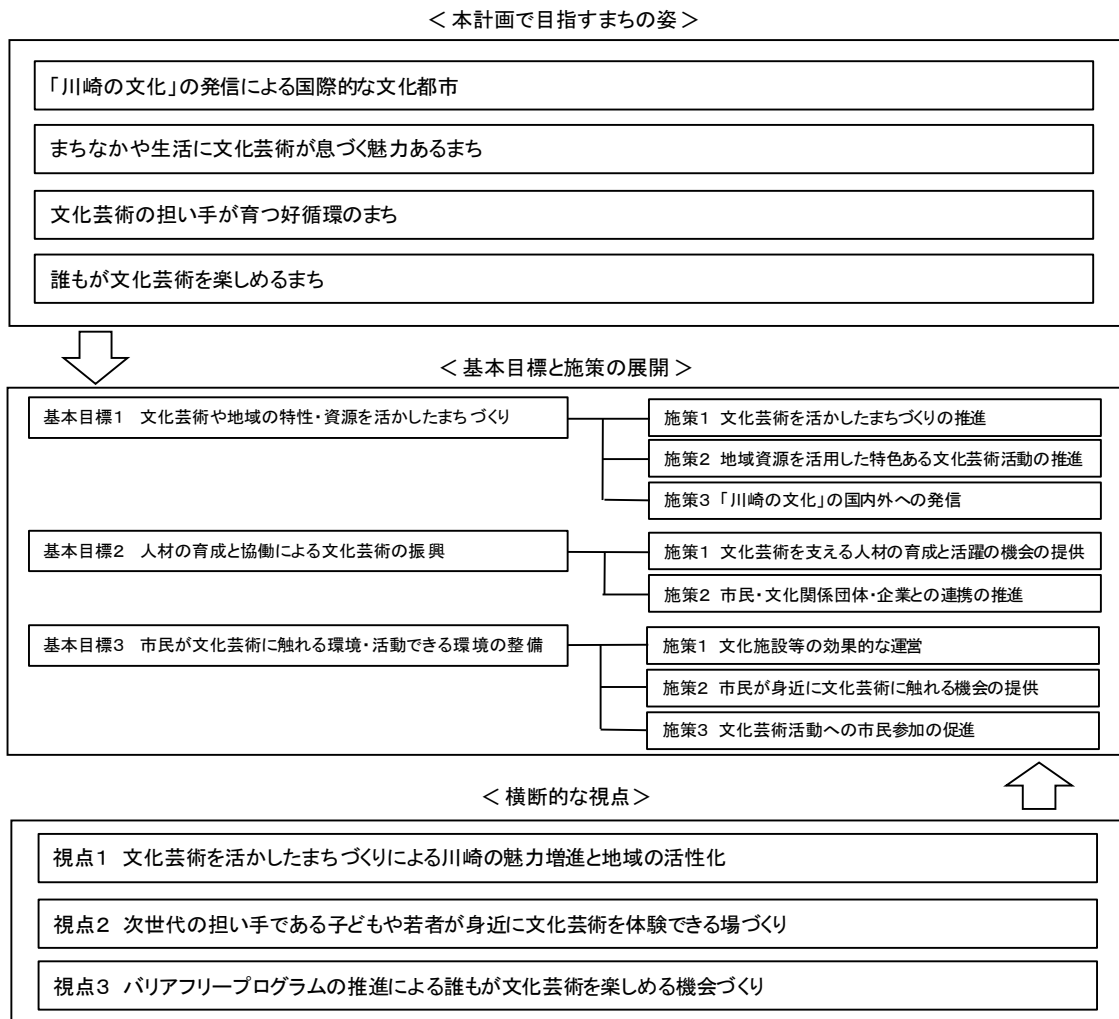 ＜ 本計画で目指すまちの姿 ＞
「川崎の文化」の発信による国際的な文化都市
まちなかや生活に文化芸術が息づく魅力あるまち
文化芸術の担い手が育つ好循環のまち
誰もが文化芸術を楽しめるまち
＜ 基本目標と施策の展開 ＞
基本目標１　文化芸術や地域の特性・資源を活かしたまちづくり
施策１ 文化芸術を活かしたまちづくりの推進
施策２ 地域資源を活用した特色ある文化芸術活動の推進
施策３ 「川崎の文化」の国内外への発信
基本目標２　人材の育成と協働による文化芸術の振興
施策１ 文化芸術を支える人材の育成と活躍の機会の提供
施策２ 市民・文化関係団体・企業との連携の推進
基本目標３　市民が文化芸術に触れる環境・活動できる環境の整備
施策１ 文化施設等の効果的な運営
施策２ 市民が身近に文化芸術に触れる機会の提供
施策３ 文化芸術活動への市民参加の促進
＜ 横断的な視点 ＞
視点１ 文化芸術を活かしたまちづくりによる川崎の魅力増進と地域の活性化
視点２ 次世代の担い手である子どもや若者が身近に文化芸術を体験できる場づくり
視点３ バリアフリープログラムの推進による誰もが文化芸術を楽しめる機会づくり